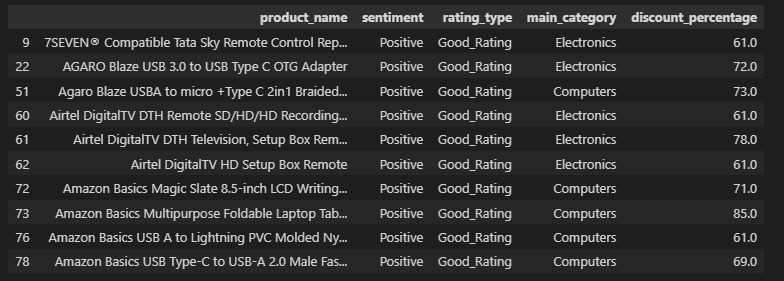 product_name sentiment rating_type main_category discount_percentage
9 7SEVEN® Compatible Tata Sky Remote Control Rep... Positive Good_Rating Electronics 61.0
22 AGARO Blaze USB 3.0 to USB Type C OTG Adapter Positive Good_Rating Electronics 72.0
51 Agaro Blaze USBA to micro +Type C 2in1 Braided... Positive Good_Rating Computers 73.0
60 Airtel DigitalTV DTH Remote SD/HD/HD Recording... Positive Good_Rating Electronics 61.0
61 Airtel DigitalTV DTH Television, Setup Box Rem... Positive Good_Rating Electronics 78.0
62 Airtel DigitalTV HD Setup Box Remote Positive Good_Rating Electronics 61.0
72 Amazon Basics Magic Slate 8.5-inch LCD Writing... Positive Good_Rating Computers 71.0
73 Amazon Basics Multipurpose Foldable Laptop Tab... Positive Good_Rating Computers 85.0
76 Amazon Basics USB A to Lightning PVC Molded Ny... Positive Good_Rating Computers 61.0
78 Amazon Basics USB Type-C to USB-A 2.0 Male Fas... Positive Good_Rating Computers 69.0